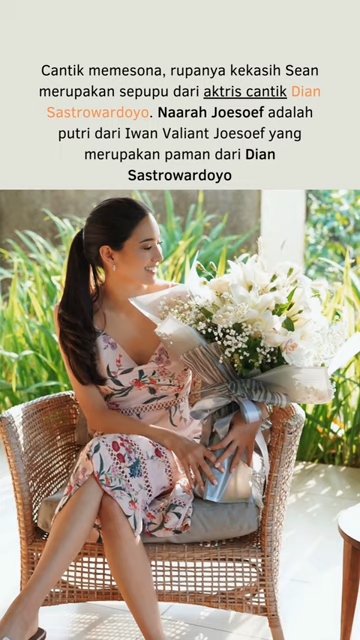 Cantik memesona, rupanya kekasih Sean
merupakan sepupu dari aktris cantik Dian
Sastrowardoyo. Naarah Joesoef adalah
putri dari Iwan Valiant Joesoef yang
merupakan paman dari Dian
Sastrowardoyo